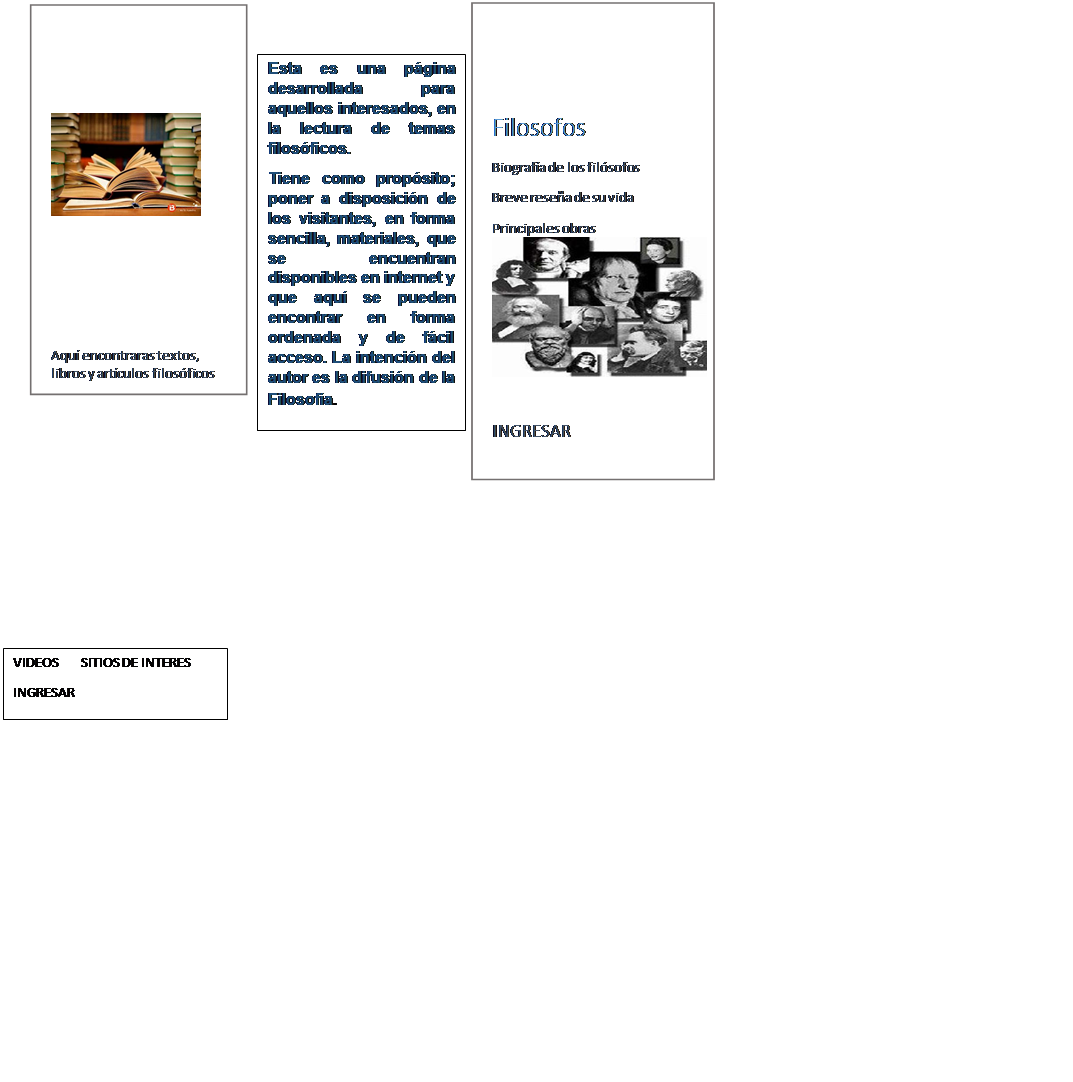 Aquí encontraras textos,
libros y articulos filosóficos
Esta es una página
desarrollada para
aquellos interesados, en
la lectura de temas
filosóficos.
Tiene como propósito;
poner a disposición de
los visitantes, en forma
sencilla, materiales, que
se encuentran
disponibles en internet y
que aquí se pueden
encontrar en forma
ordenada y de fácil
acceso. La intención del
autor es la difusión de la
Filosofia.
Filosofos
Biografia de los filósofos
Breve reseña de su vida
Principales obras
INGRESAR
VIDEOS SITIOS DE INTERES
INGRESAR